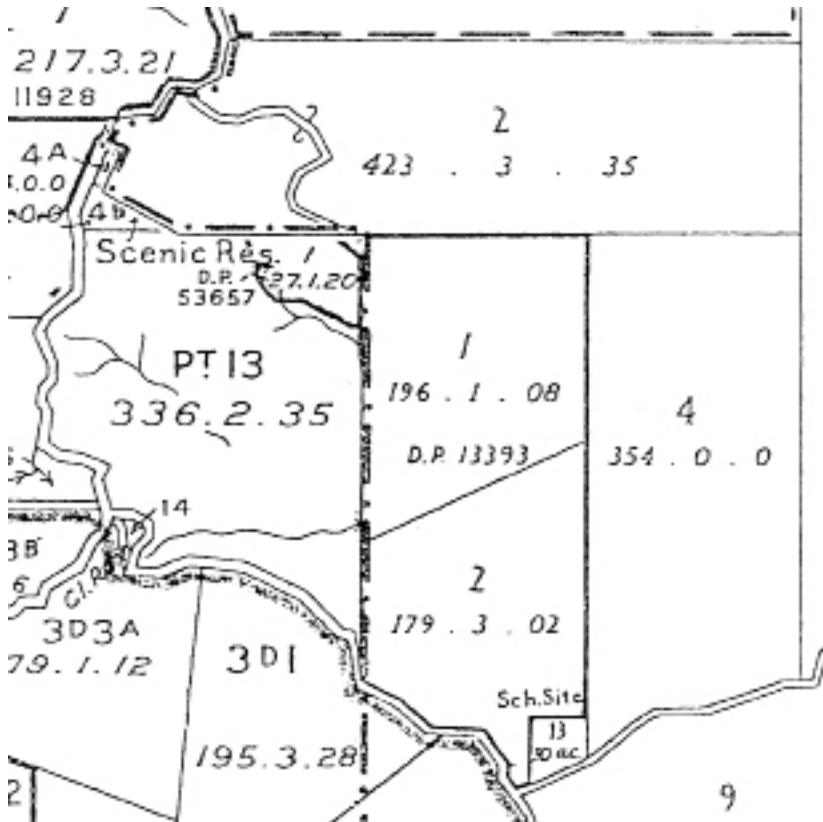 1
217.3.21
11928
2
4A
423 . 3 . 35
4B
Scenic Res.
1
D.P.
53657
27.1.20
PT 13
336.2.35
1
196 . 1 . 08
D.P. 13393
4
354 . 0 . 0
14
2
179 . 3 . 02
3D3A
79.1.12
3D1
195.3.28
Sch.Site
13
9
2